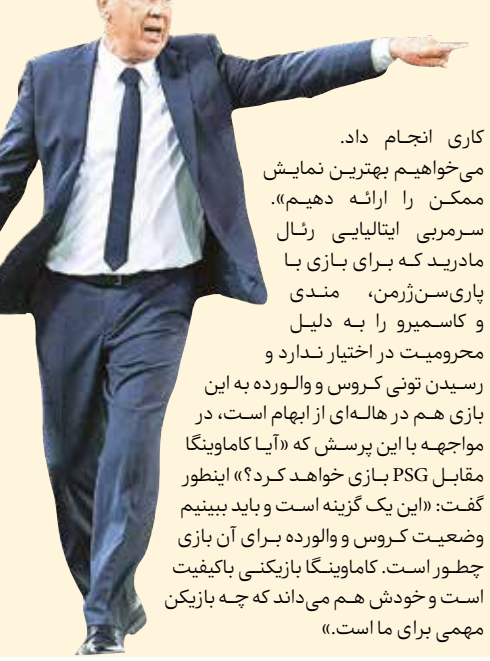 کاری انجام داد.
می‌خواهیم بهترین نمایش
ممکن را ارائه دهیم».
سرمربی ایتالیایی رئال
مادرید که برای بازی با
پاری‌سن‌ژرمن، مندی
و کاسمیرو را به دلیل
محرومیت در اختیار ندارد و
رسیدن تونی کروس و والورده به این
بازی هم در هاله‌ای از ابهام است، در
مواجهه با این پرسش که «آیا کاماوینگا
مقابل PSG بازی خواهد کرد؟» اینطور
گفت: «این یک گزینه است و باید ببینیم
وضعیت کروس و والورده برای آن بازی
چطور است. کاماوینگا بازیکنی باکیفیت
است و خودش هم می‌داند که چه بازیکن
مهمی برای ما است.»